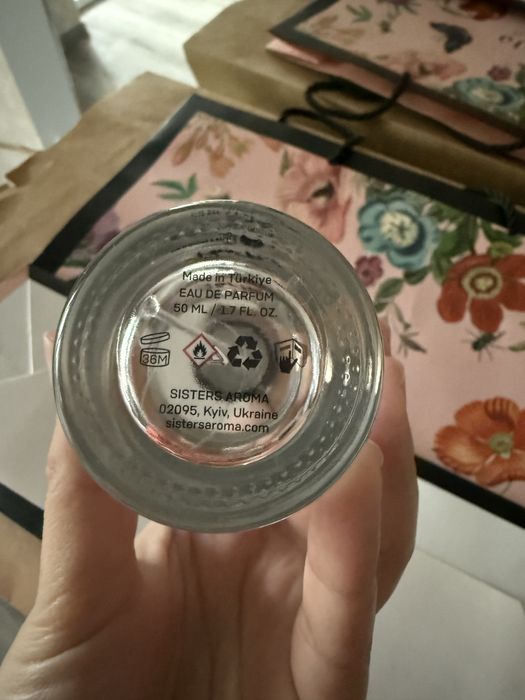 Made in Türkiye
EAU DE PARFUM
50 ML / 1.7 FL. OZ.
36M
SISTERS AROMA
02095, Kyiv, Ukraine
sistersaroma.com